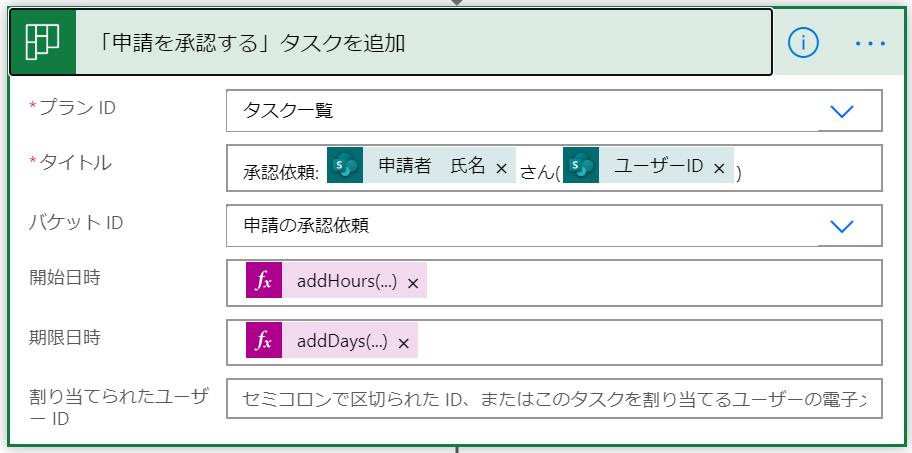 「申請を承認する」タスクを追加
*プラン ID
タスク一覧
*タイトル
承認依頼: 申請者　氏名 × さん( ユーザーID × )
バケット ID
申請の承認依頼
開始日時
fx addHours(...) ×
期限日時
fx addDays(...) ×
割り当てられたユーザ
ー ID
セミコロンで区切られた ID、またはこのタスクを割り当てるユーザーの電子